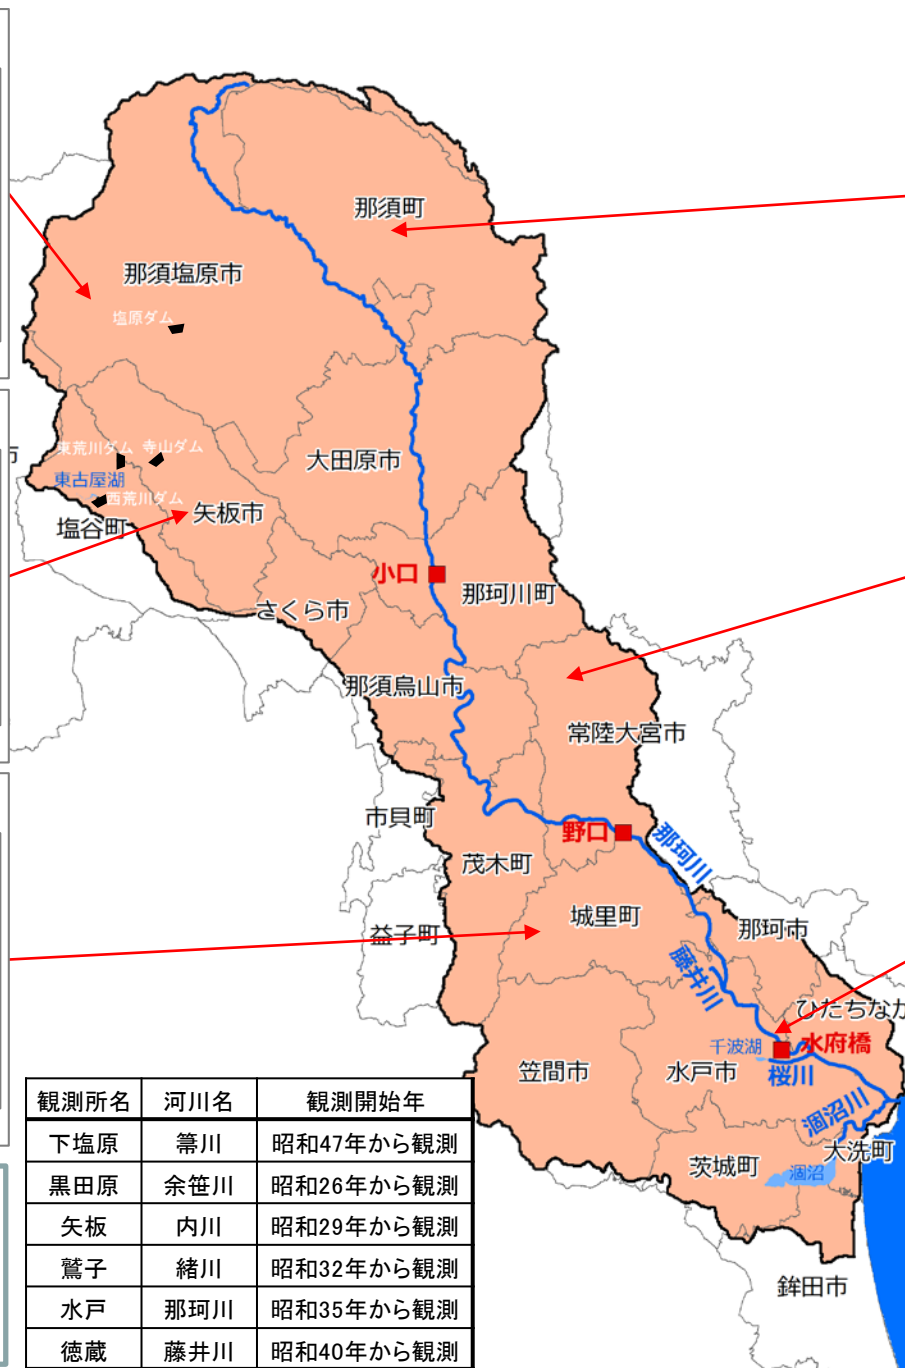 那須町
那須塩原市
塩原ダム
大田原市
東荒川ダム 寺山ダム
市
東古屋湖
西荒川ダム
矢板市
塩谷町
小口
那珂川町
さくら市
那須烏山市
常陸大宮市
市貝町
野口
那珂川
茂木町
城里町
那珂市
益子町
藤井川
ひたちなか
千波湖
水府橋
笠間市
水戸市
桜川
涸沼川
大洗町
茨城町
涸沼
鉾田市
観測所名 河川名 観測開始年
下塩原 箒川 昭和47年から観測
黒田原 余笹川 昭和26年から観測
矢板 内川 昭和29年から観測
鷲子 緒川 昭和32年から観測
水戸 那珂川 昭和35年から観測
徳蔵 藤井川 昭和40年から観測